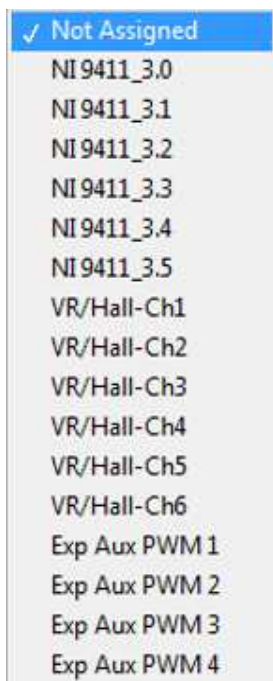 ✓ Not Assigned
NI 9411_3.0
NI 9411_3.1
NI 9411_3.2
NI 9411_3.3
NI 9411_3.4
NI 9411_3.5
VR/Hall-Ch1
VR/Hall-Ch2
VR/Hall-Ch3
VR/Hall-Ch4
VR/Hall-Ch5
VR/Hall-Ch6
Exp Aux PWM 1
Exp Aux PWM 2
Exp Aux PWM 3
Exp Aux PWM 4